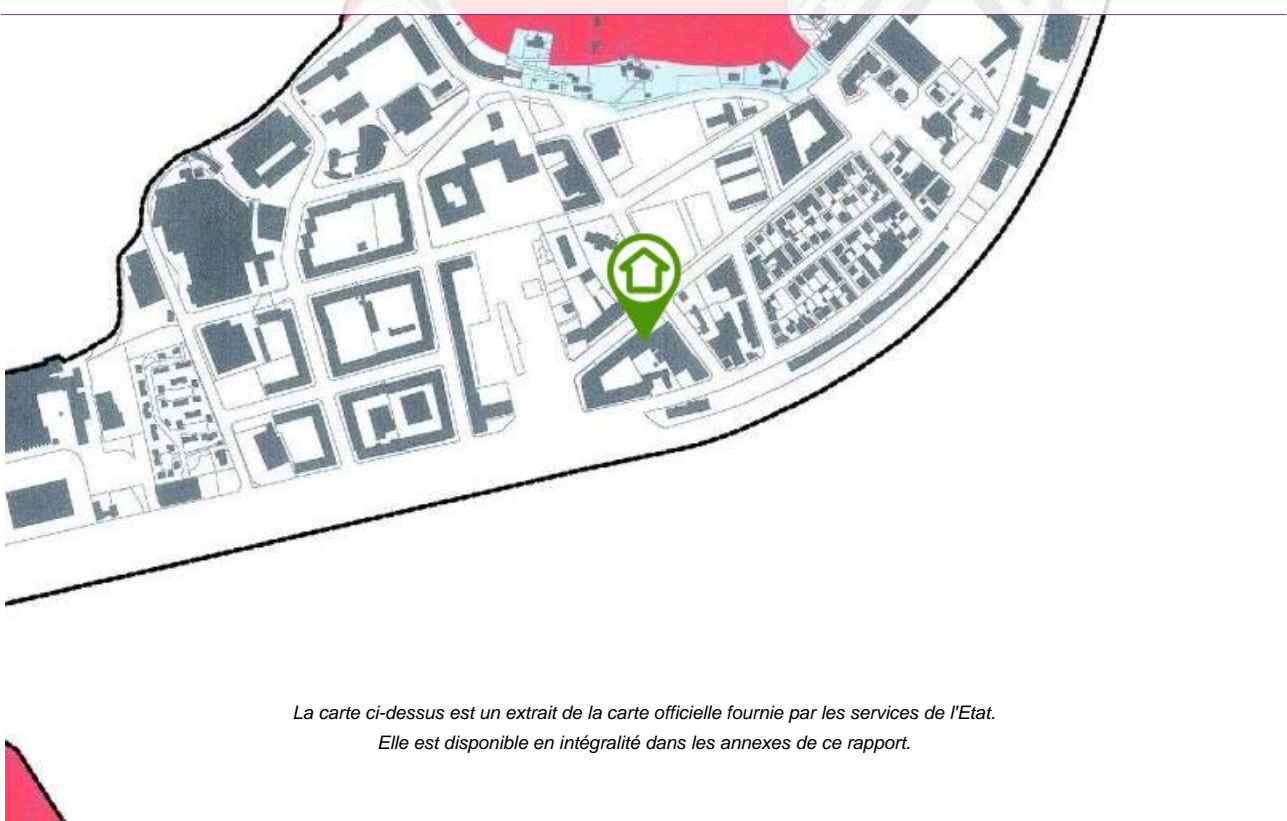 La carte ci-dessus est un extrait de la carte officielle fournie par les services de l'Etat.
Elle est disponible en intégralité dans les annexes de ce rapport.